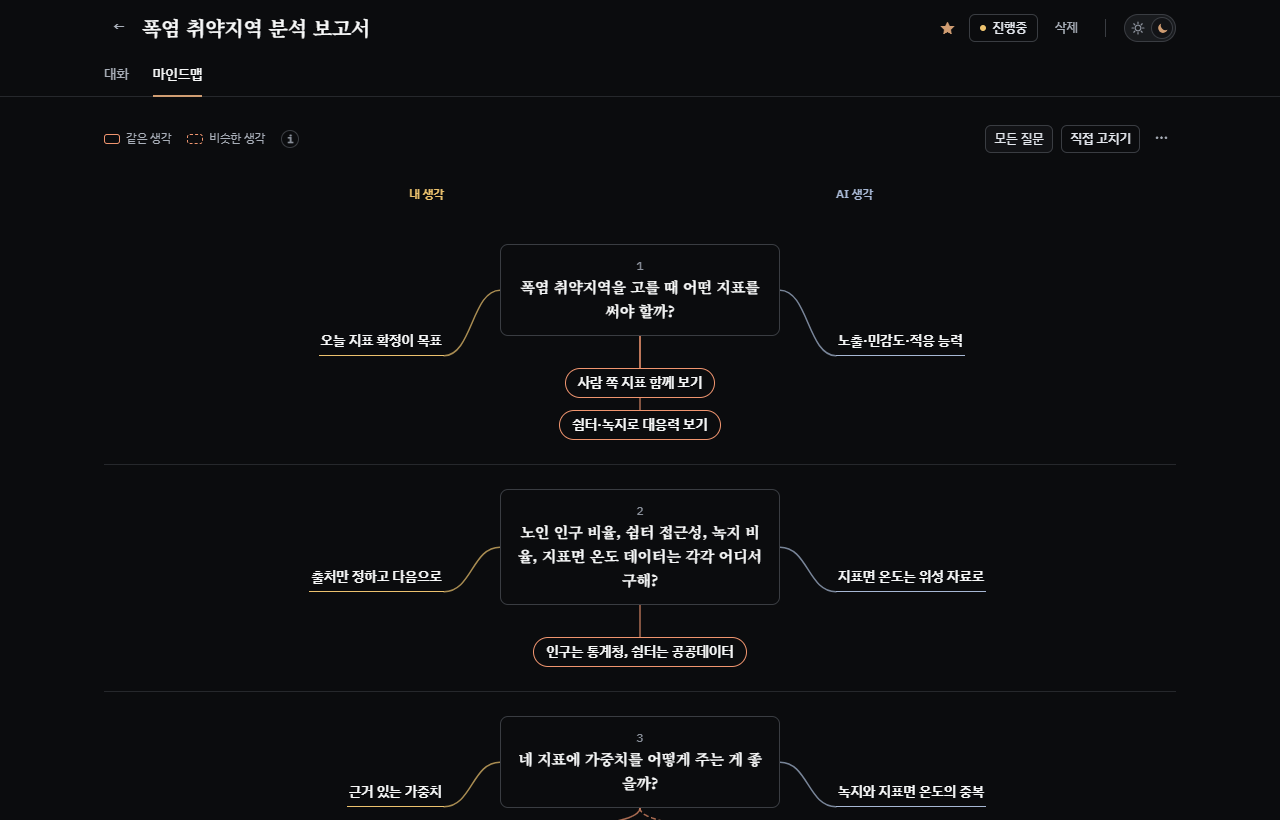 ← 폭염 취약지역 분석 보고서
진행중
삭제
대화
마인드맵
같은 생각
비슷한 생각
모든 질문
직접 고치기
내 생각
AI 생각
1
폭염 취약지역을 고를 때 어떤 지표를
써야 할까?
오늘 지표 확정이 목표
노출·민감도·적응 능력
사람 쪽 지표 함께 보기
쉼터·녹지로 대응력 보기
2
노인 인구 비율, 쉼터 접근성, 녹지 비
율, 지표면 온도 데이터는 각각 어디서
구해?
출처만 정하고 다음으로
지표면 온도는 위성 자료로
인구는 통계청, 쉼터는 공공데이터
3
네 지표에 가중치를 어떻게 주는 게 좋
을까?
근거 있는 가중치
녹지와 지표면 온도의 중복